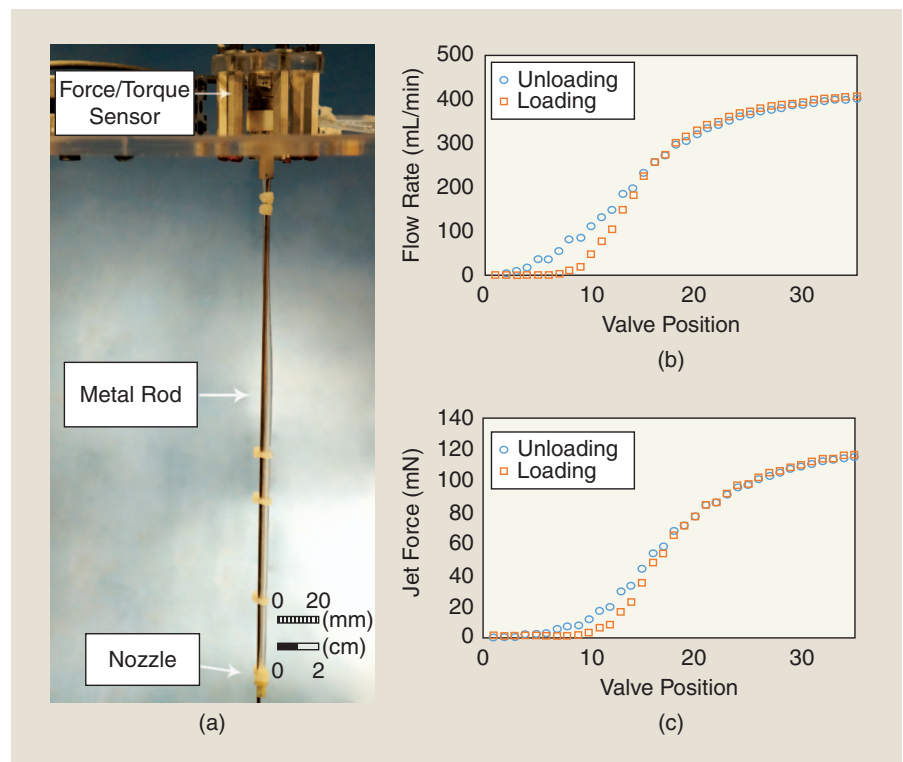 Force/Torque
Sensor
Metal Rod
Nozzle
0 20
(mm)
(cm)
0 2
(a)
500
400
300
200
100
0
Flow Rate (mL/min)
Unloading
Loading
0 10 20 30
Valve Position
(b)
140
120
100
80
60
40
20
0
Jet Force (mN)
Unloading
Loading
0 10 20 30
Valve Position
(c)